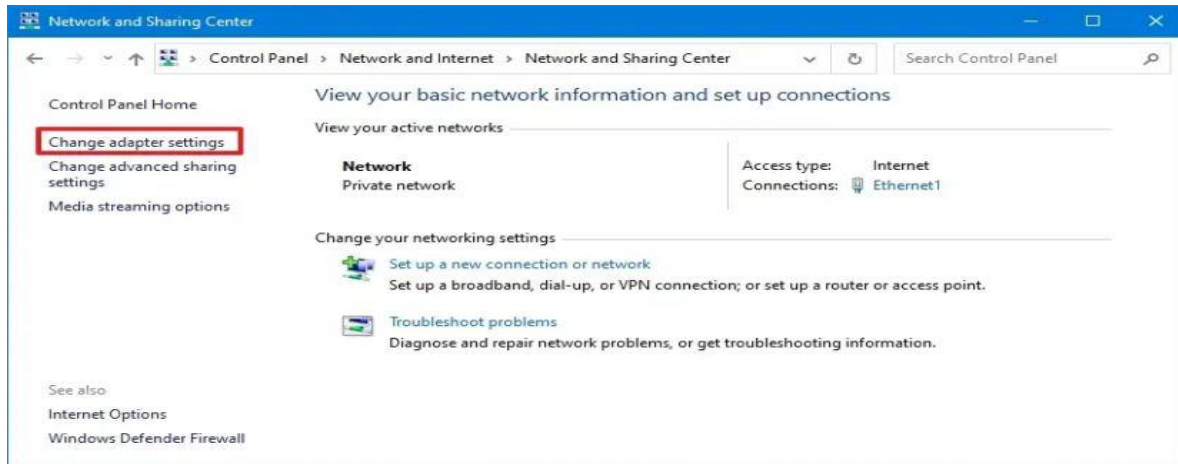 Network and Sharing Center
Control Panel > Network and Internet > Network and Sharing Center
Search Control Panel
Control Panel Home
Change adapter settings
Change advanced sharing
settings
Media streaming options
View your basic network information and set up connections
View your active networks
Network
Private network
Access type: Internet
Connections: Ethernet1
Change your networking settings
Set up a new connection or network
Set up a broadband, dial-up, or VPN connection; or set up a router or access point.
Troubleshoot problems
Diagnose and repair network problems, or get troubleshooting information.
See also
Internet Options
Windows Defender Firewall